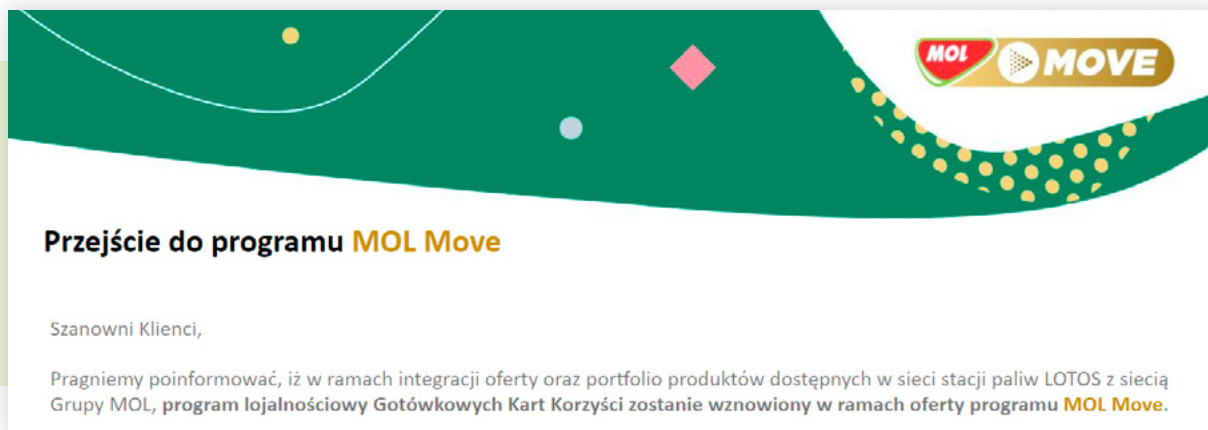 MOL MOVE
Przejście do programu MOL Move
Szanowni Klienci,
Pragniemy poinformować, iż w ramach integracji oferty oraz portfolio produktów dostępnych w sieci stacji paliw LOTOS z siecią
Grupy MOL, program lojalnościowy Gotówkowych Kart Korzyści zostanie wznowiony w ramach oferty programu MOL Move.